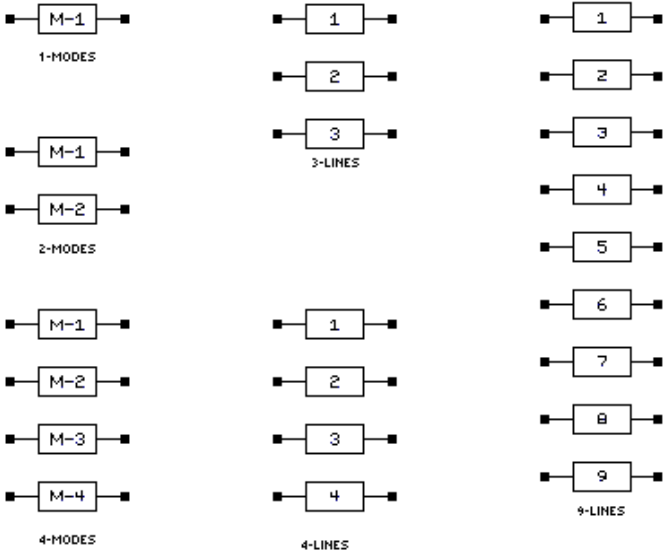 M-1
1-MODES
M-1
M-2
2-MODES
M-1
M-2
M-3
M-4
4-MODES
1
2
3
3-LINES
1
2
3
4
4-LINES
1
2
3
4
5
6
7
8
9
9-LINES